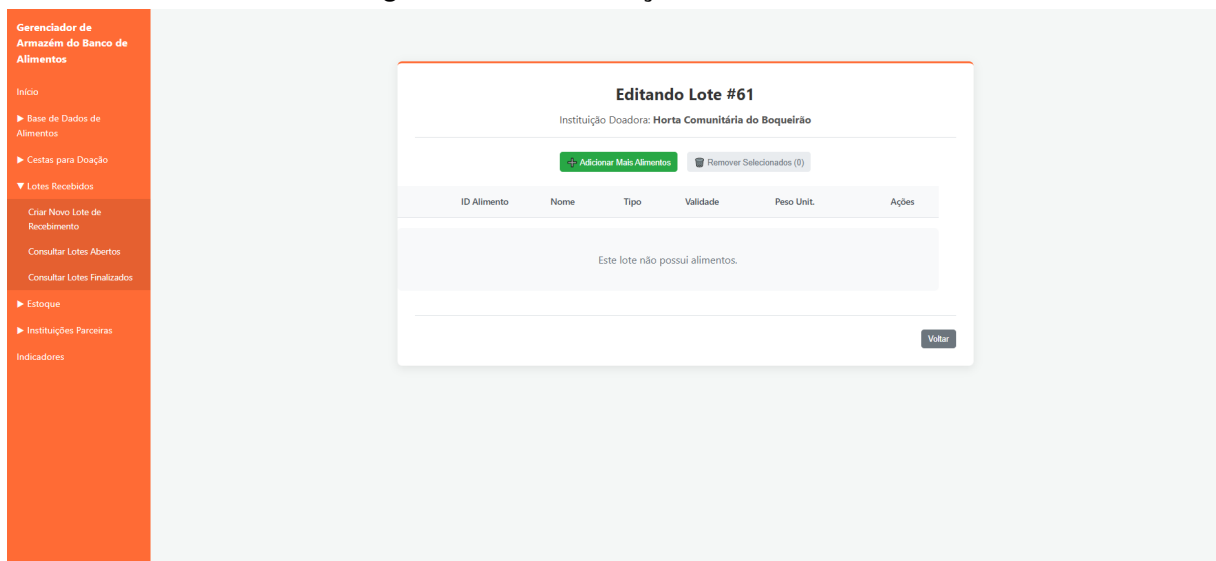 Gerenciador de
Armazém do Banco de
Alimentos
Início
▶ Base de Dados de
Alimentos
▶ Cestas para Doação
▼ Lotes Recebidos
Criar Novo Lote de
Recebimento
Consultar Lotes Abertos
Consultar Lotes Finalizados
▶ Estoque
▶ Instituições Parceiras
Indicadores
Editando Lote #61
Instituição Doadora: Horta Comunitária do Boqueirão
➕ Adicionar Mais Alimentos 🗑 Remover Selecionados (0)
ID Alimento Nome Tipo Validade Peso Unit. Ações
Este lote não possui alimentos.
Voltar